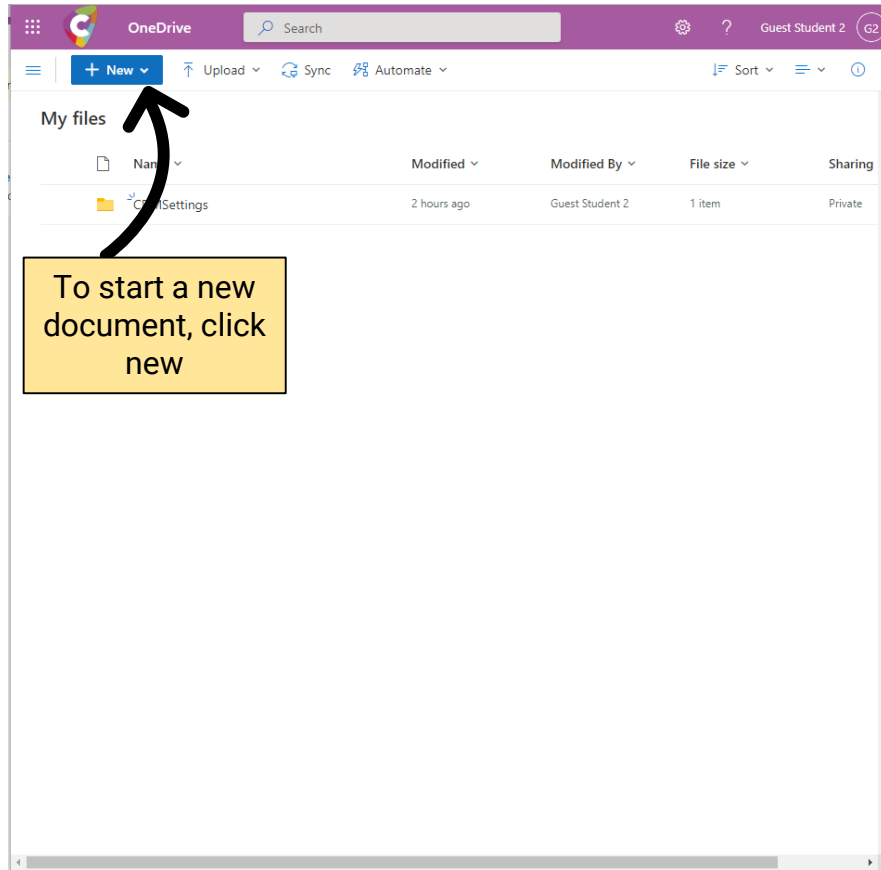 OneDrive Search ? Guest Student 2 G2
+ New Upload Sync Automate Sort
My files
Name Modified Modified By File size Sharing
2 hours ago Guest Student 2 1 item Private
To start a new
document, click
new